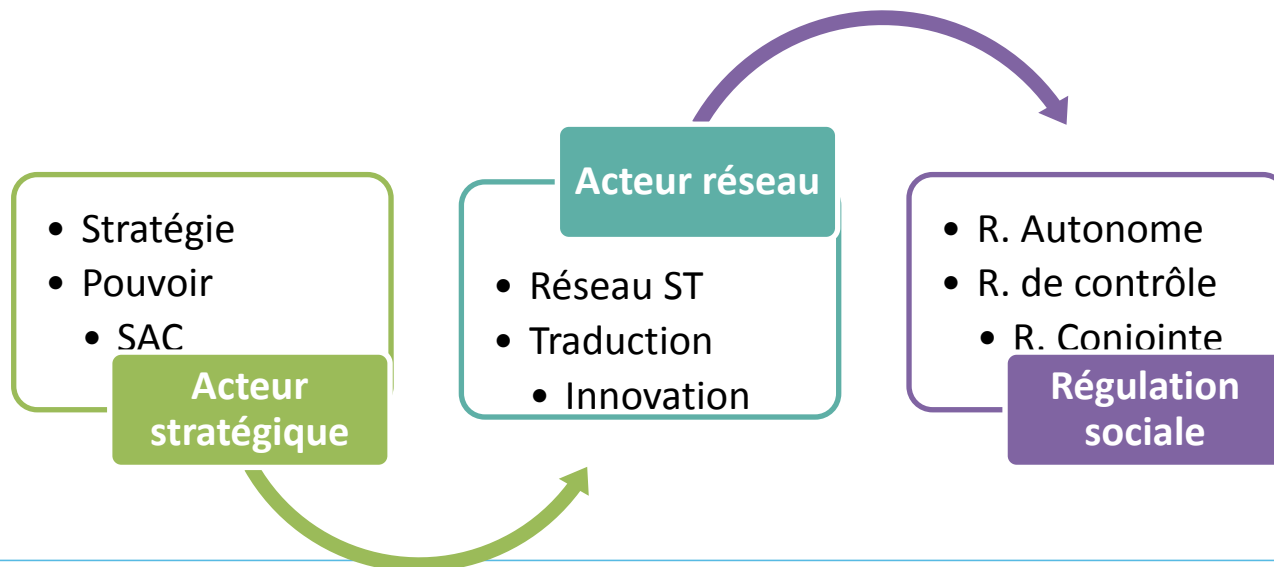 • Stratégie
• Pouvoir
• SAC
Acteur
stratégique
Acteur réseau
• Réseau ST
• Traduction
• Innovation
• R. Autonome
• R. de contrôle
• R. Conjointe
Régulation
sociale